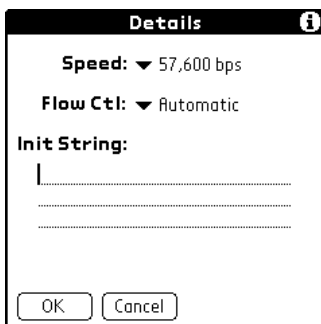 Details
Speed: 57,600 bps
Flow Ctl: Automatic
Init String:
OK Cancel